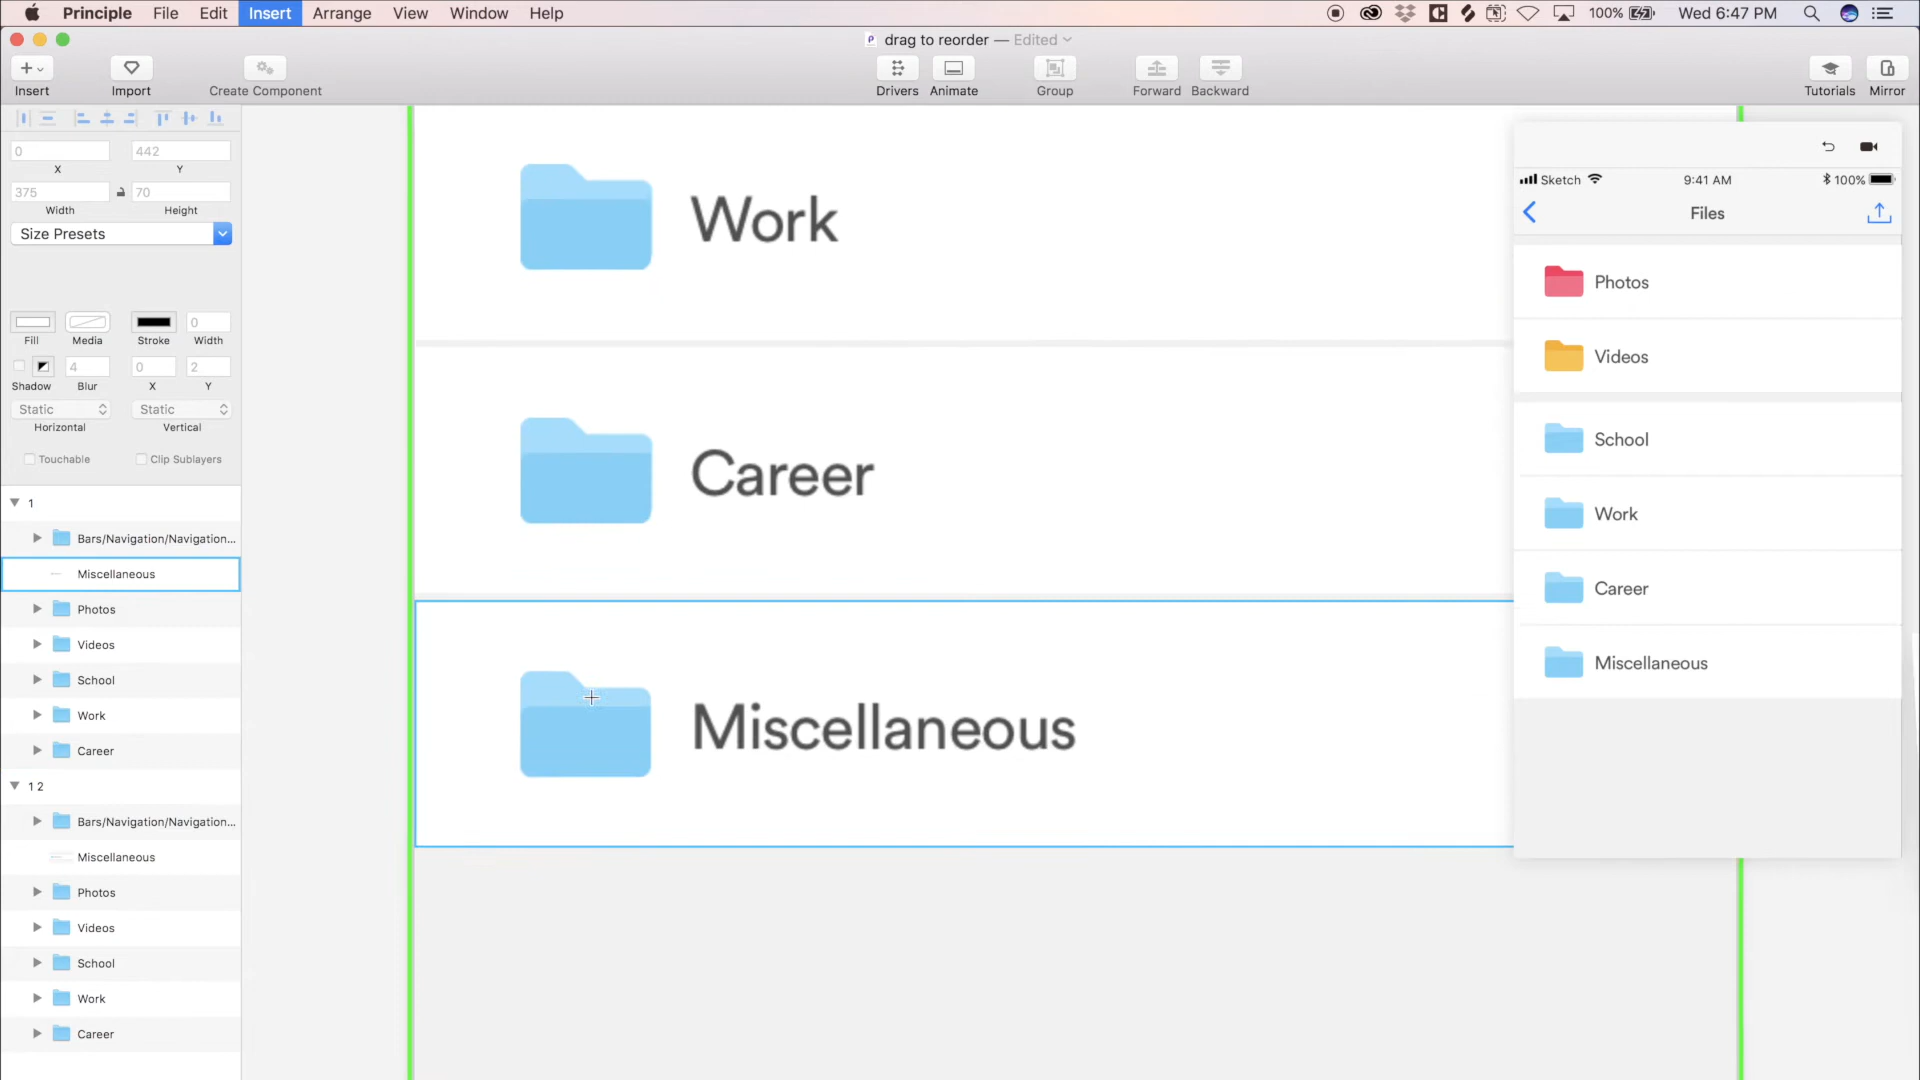 Principle File Edit Insert Arrange View Window Help 100% Wed 6:47 PM
drag to reorder — Edited
Insert Import Create Component Drivers Animate Group Forward Backward Tutorials Mirror
0 442
X Y
375 70
Width Height
Size Presets
0
Fill Media Stroke Width
4 0 2
Shadow Blur X Y
Static Static
Horizontal Vertical
Touchable Clip Sublayers
1
Bars/Navigation/Navigation...
Miscellaneous
Photos
Videos
School
Work
Career
1 2
Bars/Navigation/Navigation...
Miscellaneous
Photos
Videos
School
Work
Career
Work
Career
Miscellaneous
Sketch 9:41 AM 100%
Files
Photos
Videos
School
Work
Career
Miscellaneous